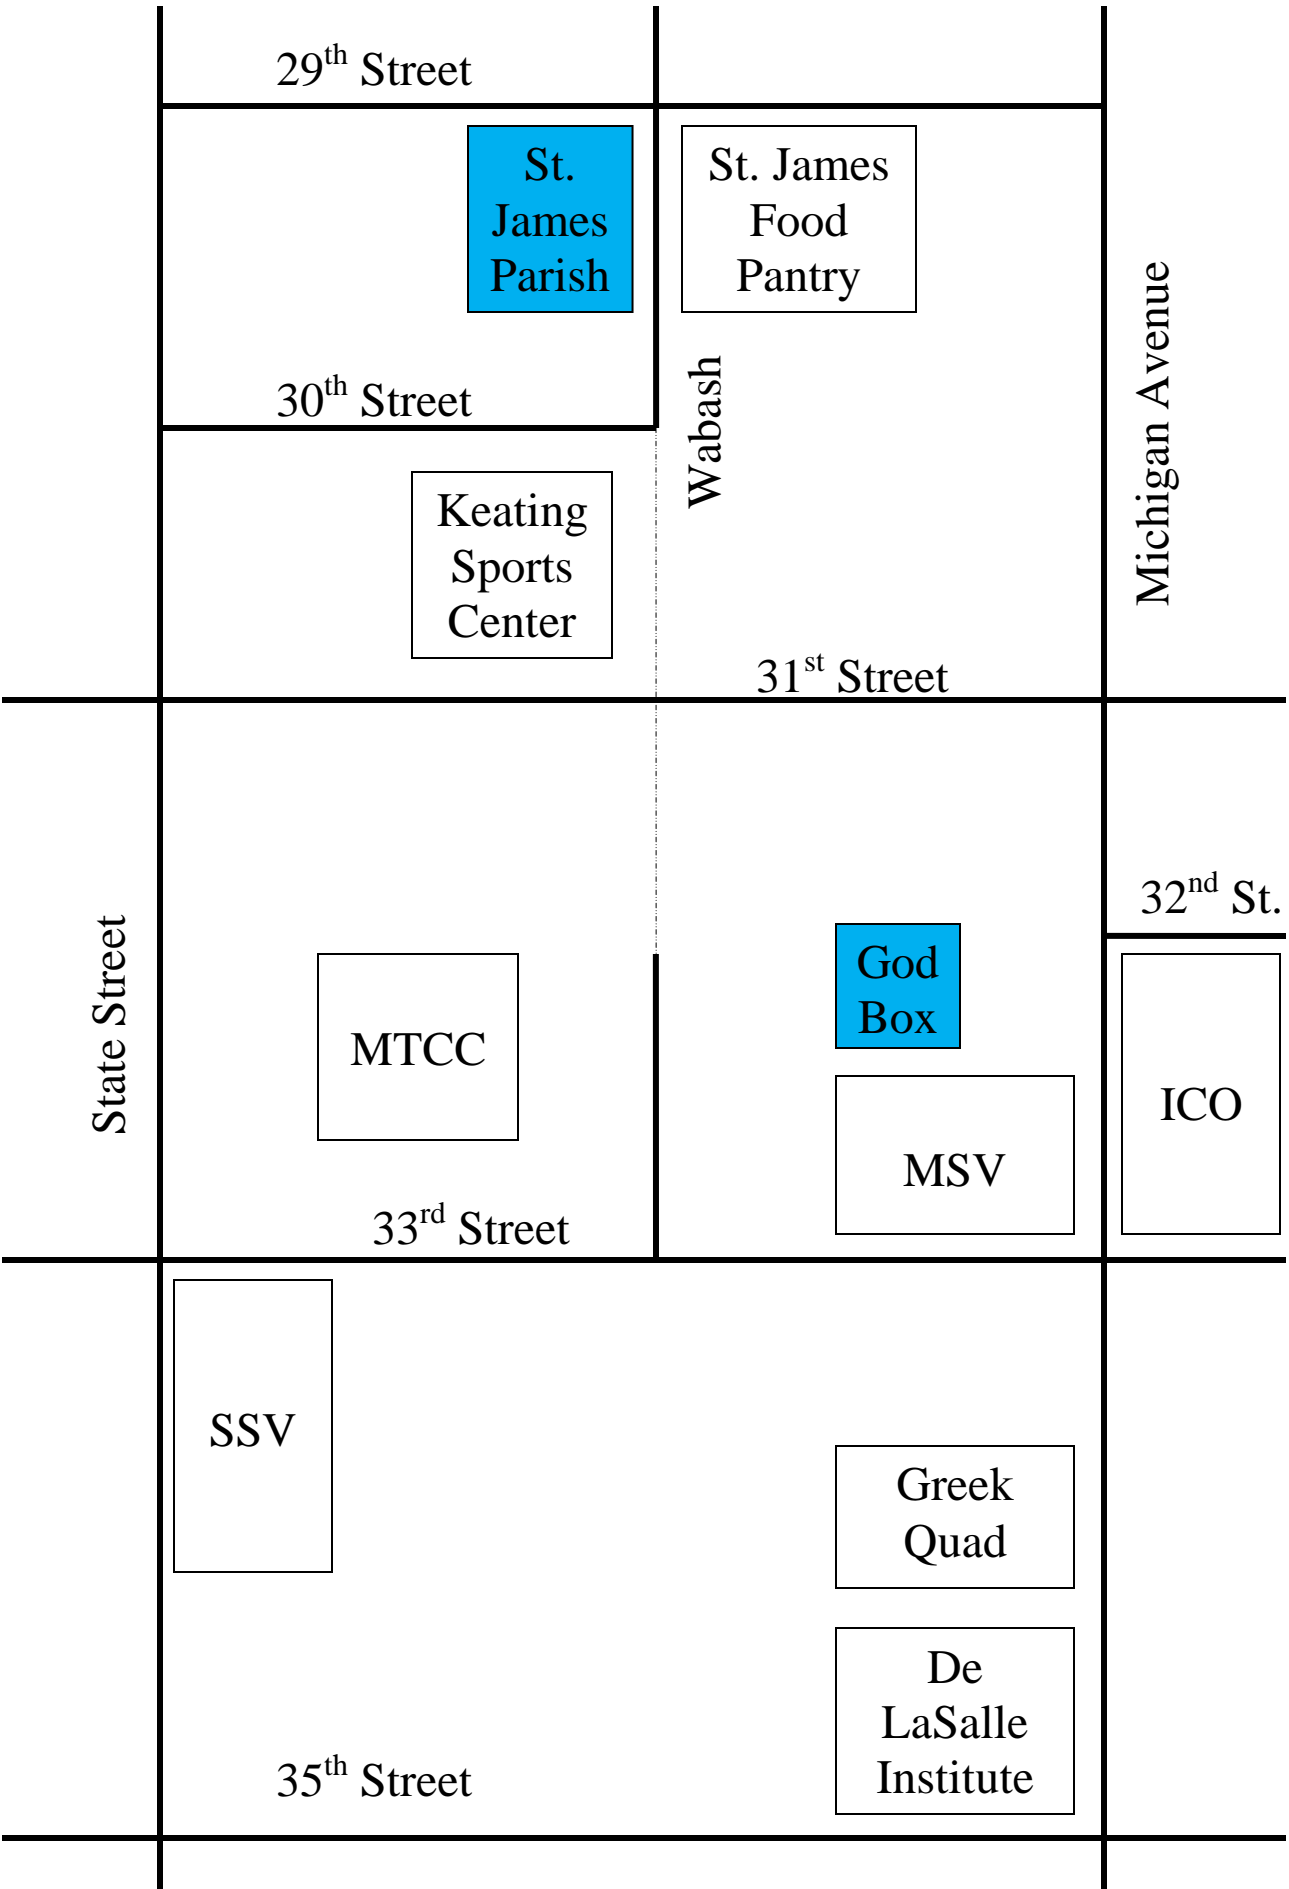 29th Street
St.
James
Parish
St. James
Food
Pantry
Michigan Avenue
30th Street
Wabash
Keating
Sports
Center
31st Street
32nd St.
State Street
God
Box
MTCC
ICO
MSV
33rd Street
SSV
Greek
Quad
De
LaSalle
Institute
35th Street